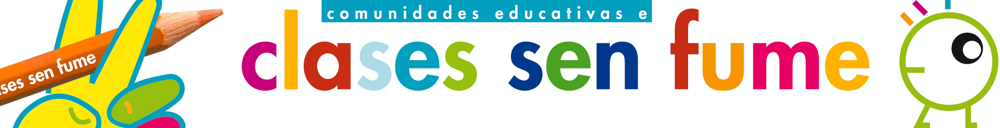 comunidades educativas e
clases sen fume
ses sen fume